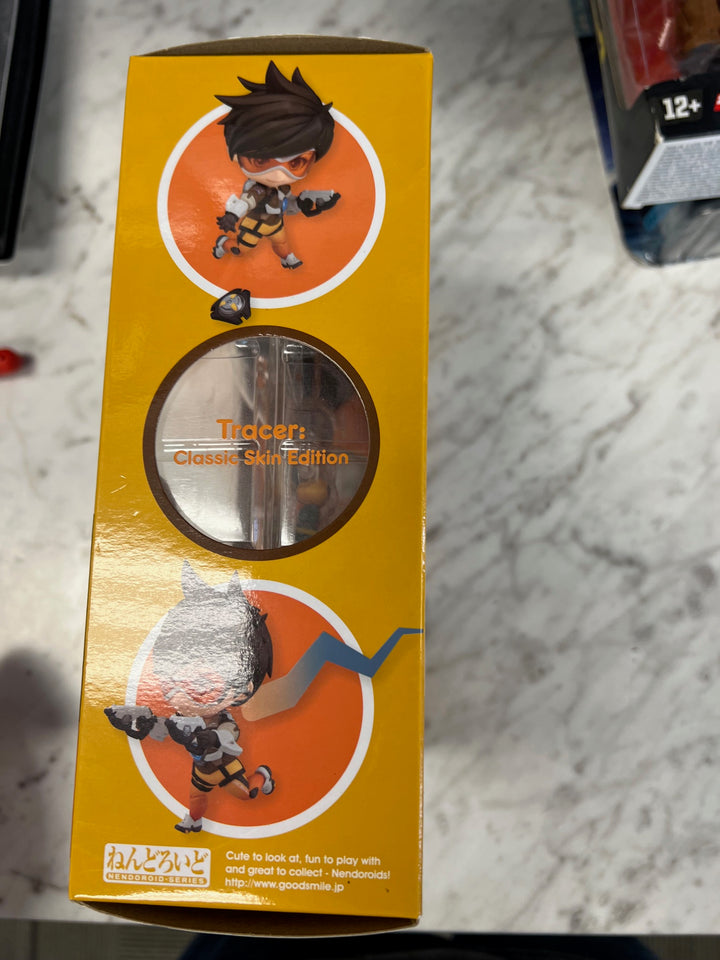 12+
Tracer:
Classic Skin Edition
ねんどろいど
NENDOROID-SERIES
Cute to look at, fun to play with
and great to collect - Nendoroids!
http://www.goodsmile.jp